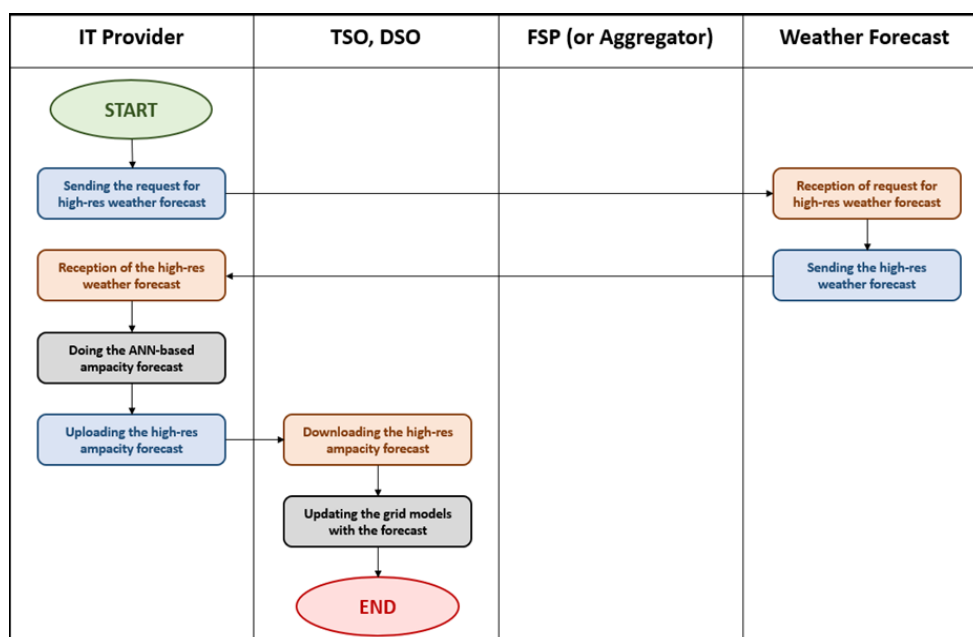 IT Provider
TSO, DSO
FSP (or Aggregator)
Weather Forecast
START
Sending the request for
high-res weather forecast
Reception of request for
high-res weather forecast
Reception of the high-res
weather forecast
Sending the high-res
weather forecast
Doing the ANN-based
ampacity forecast
Uploading the high-res
ampacity forecast
Downloading the high-res
ampacity forecast
Updating the grid models
with the forecast
END